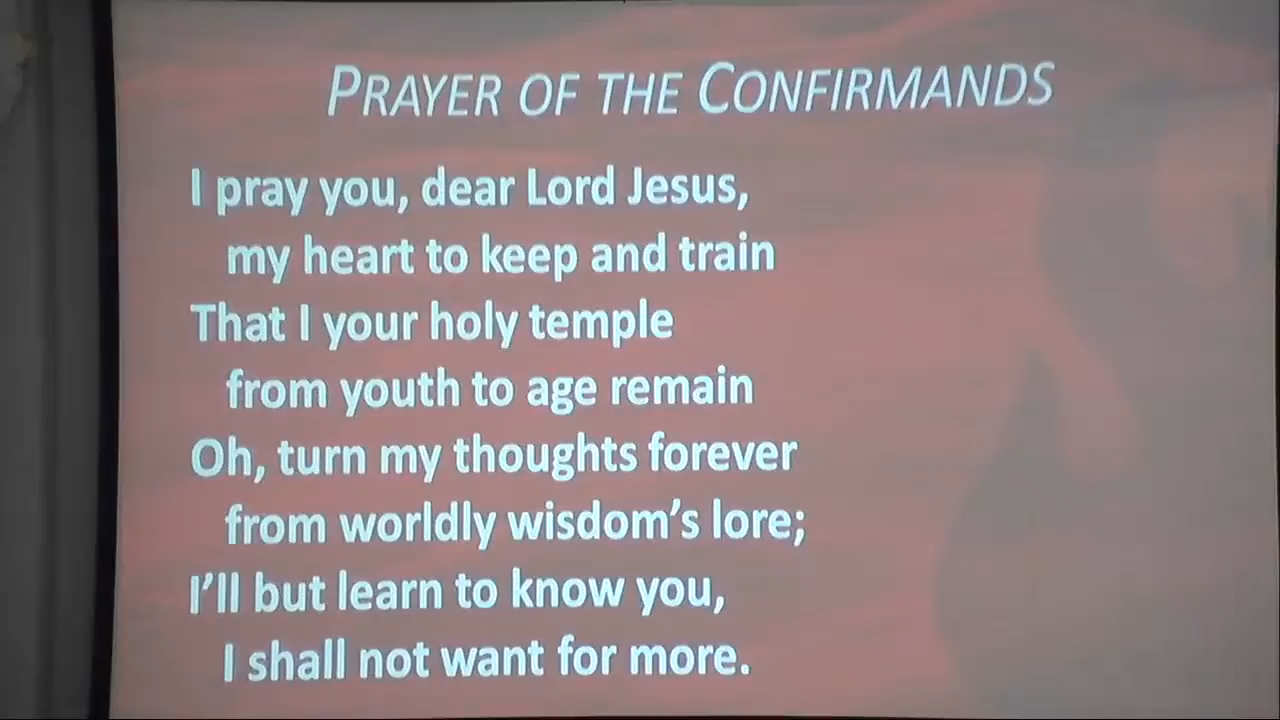 PRAYER OF THE CONFIRMANDS
I pray you, dear Lord Jesus,
my heart to keep and train
That I your holy temple
from youth to age remain
Oh, turn my thoughts forever
from worldly wisdom’s lore;
I’ll but learn to know you,
I shall not want for more.